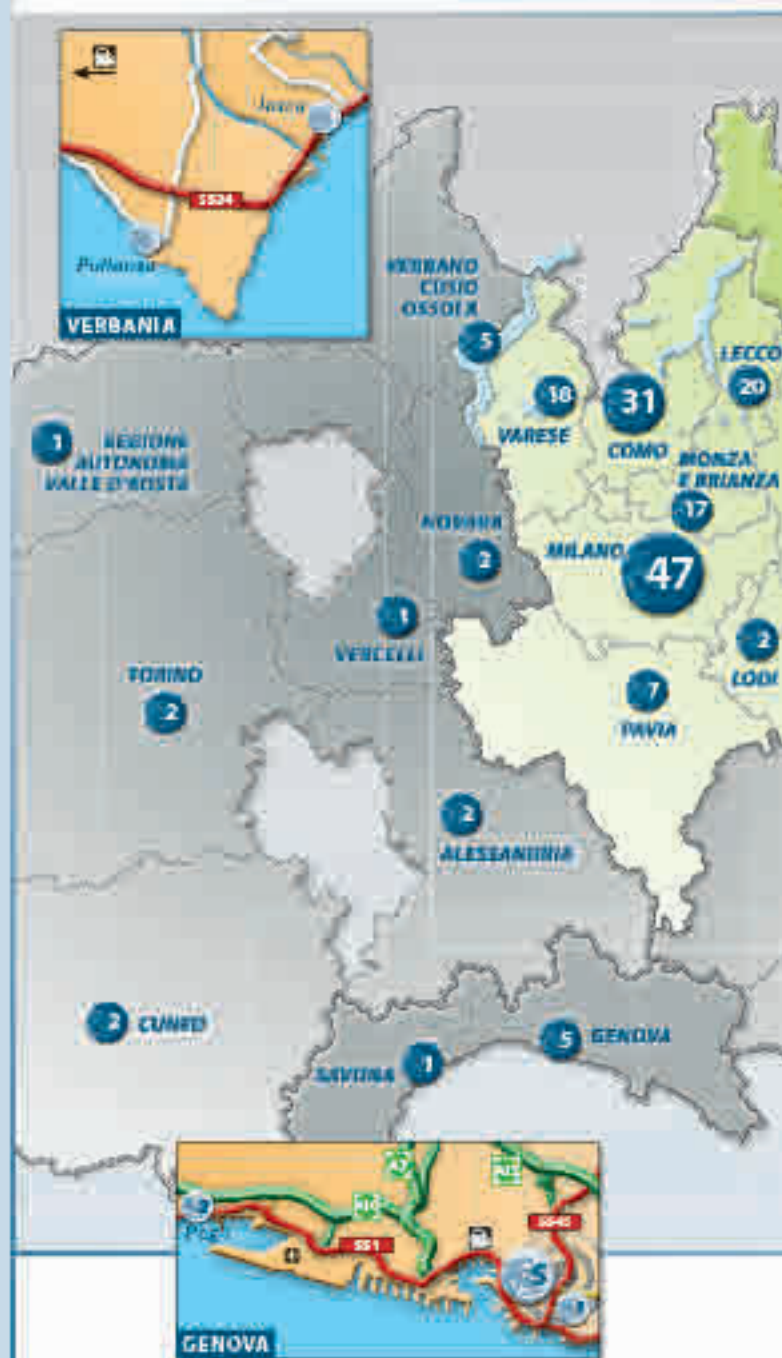 Intra
SS34
Pallanza
VERBANIA
VERBANO
CUSIO
OSSOLA
5
LECCO
20
18
VARESE
31
COMO
1
REGIONE
AUTONOMA
VALLE D'AOSTA
MONZA
E BRIANZA
17
NOVARA
2
MILANO
47
1
VERCELLI
2
LODI
TORINO
2
7
PAVIA
2
ALESSANDRIA
2
CUNEO
SAVONA
1
5
GENOVA
A7
A10
A12
Pegli
SS1
SS45
5
GENOVA